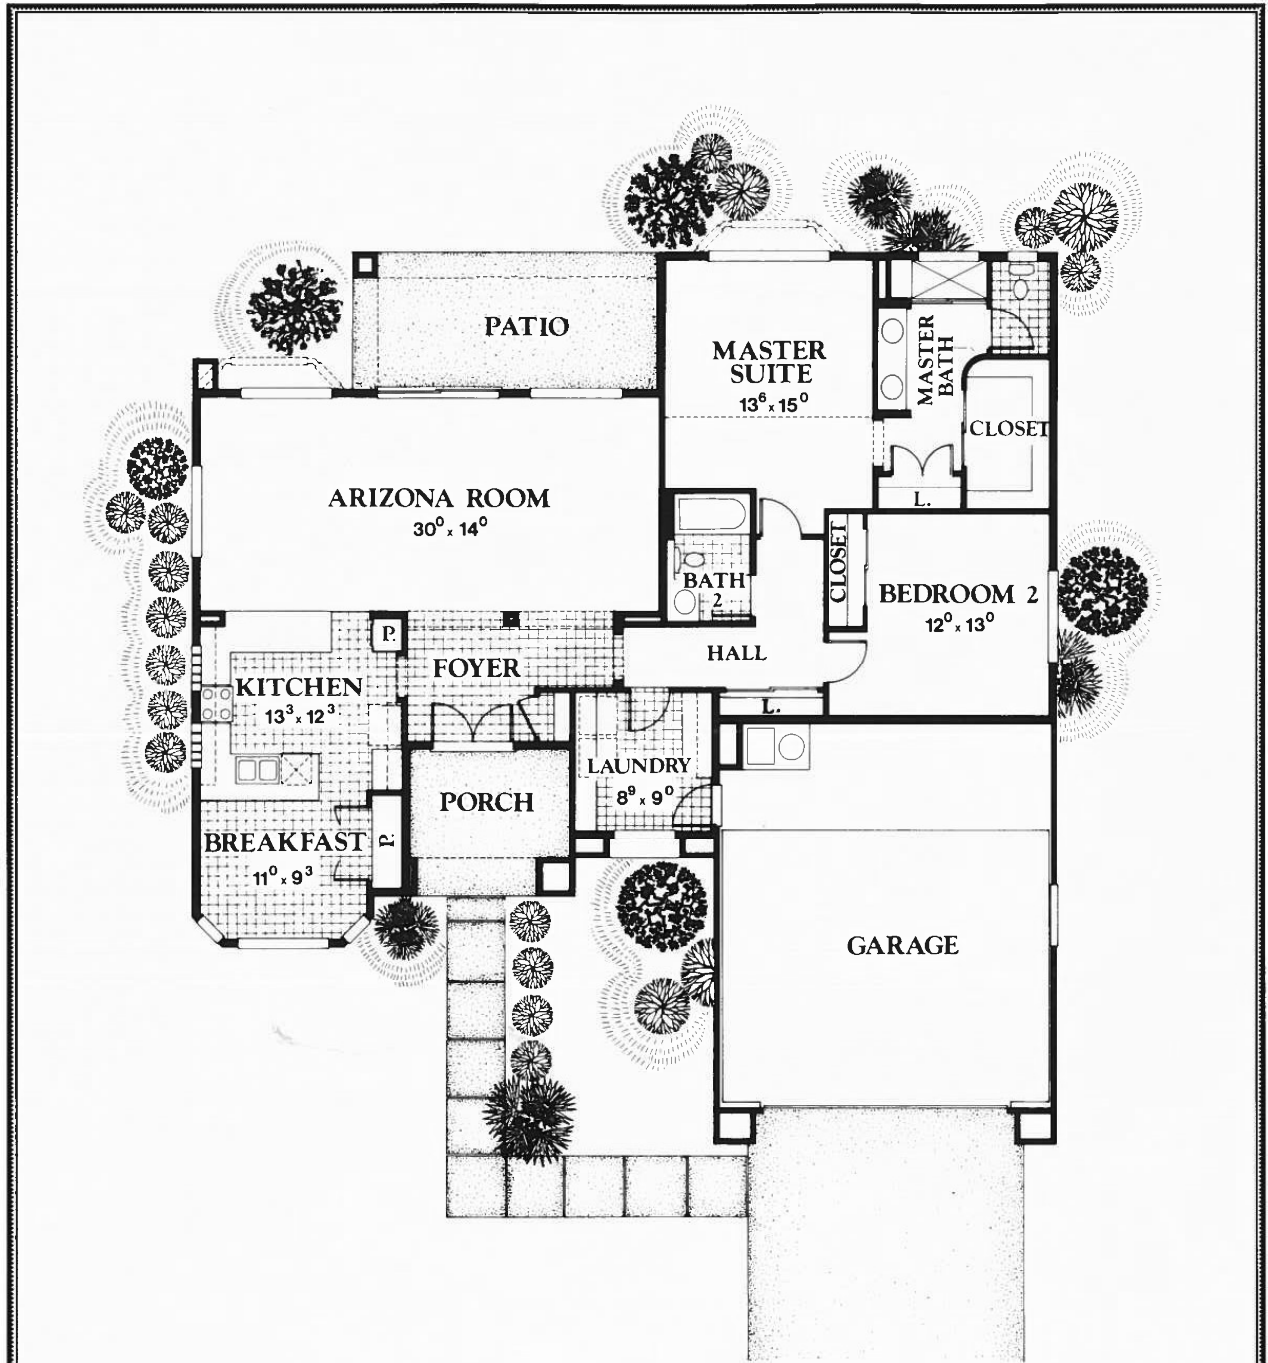 PATIO
MASTER
SUITE
13⁶ x 15⁰
MASTER
BATH
CLOSET
L.
ARIZONA ROOM
30⁰ x 14⁰
BATH
2
CLOSET
BEDROOM 2
12⁰ x 13⁰
P.
FOYER
HALL
L.
KITCHEN
13³ x 12³
LAUNDRY
8⁹ x 9⁰
PORCH
BREAKFAST
11⁰ x 9³
P.
GARAGE